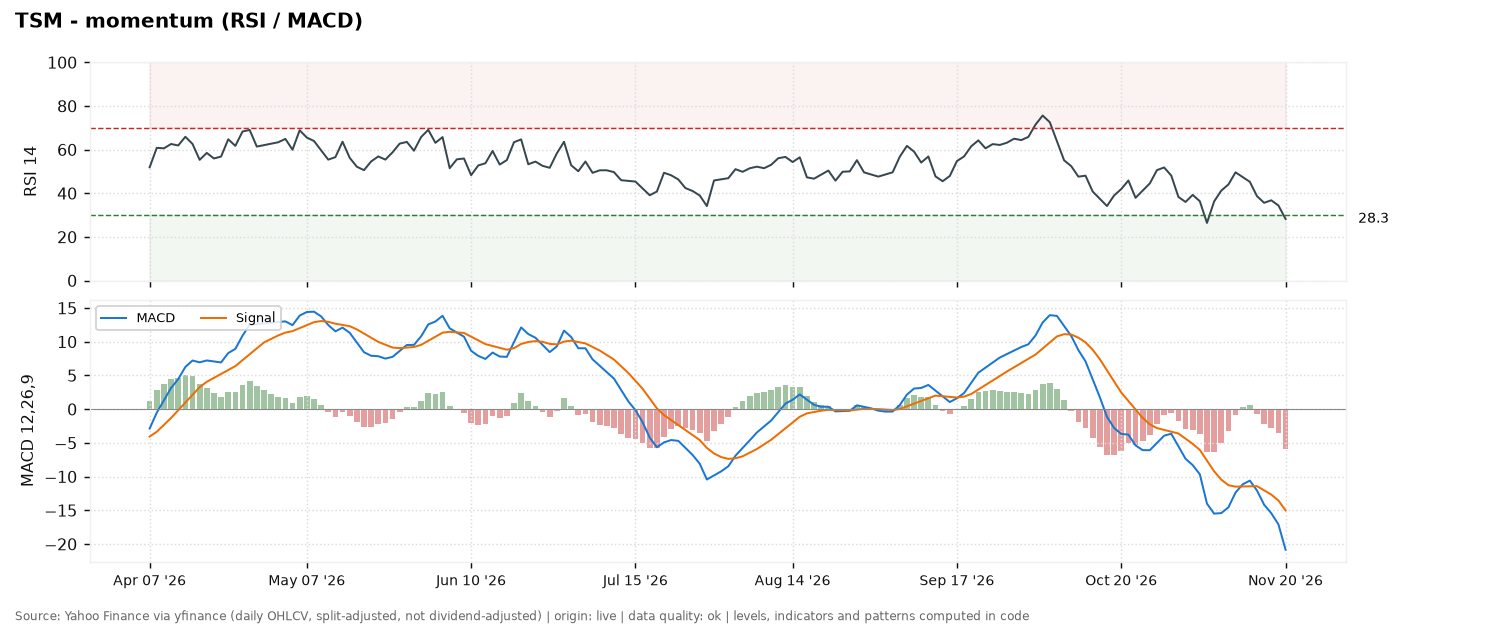 TSM - momentum (RSI / MACD)
100
80
60
40
20
0
RSI 14
28.3
MACD
Signal
15
10
5
0
−5
−10
−15
−20
MACD 12,26,9
Apr 07 '26
May 07 '26
Jun 10 '26
Jul 15 '26
Aug 14 '26
Sep 17 '26
Oct 20 '26
Nov 20 '26
Source: Yahoo Finance via yfinance (daily OHLCV, split-adjusted, not dividend-adjusted) | origin: live | data quality: ok | levels, indicators and patterns computed in code